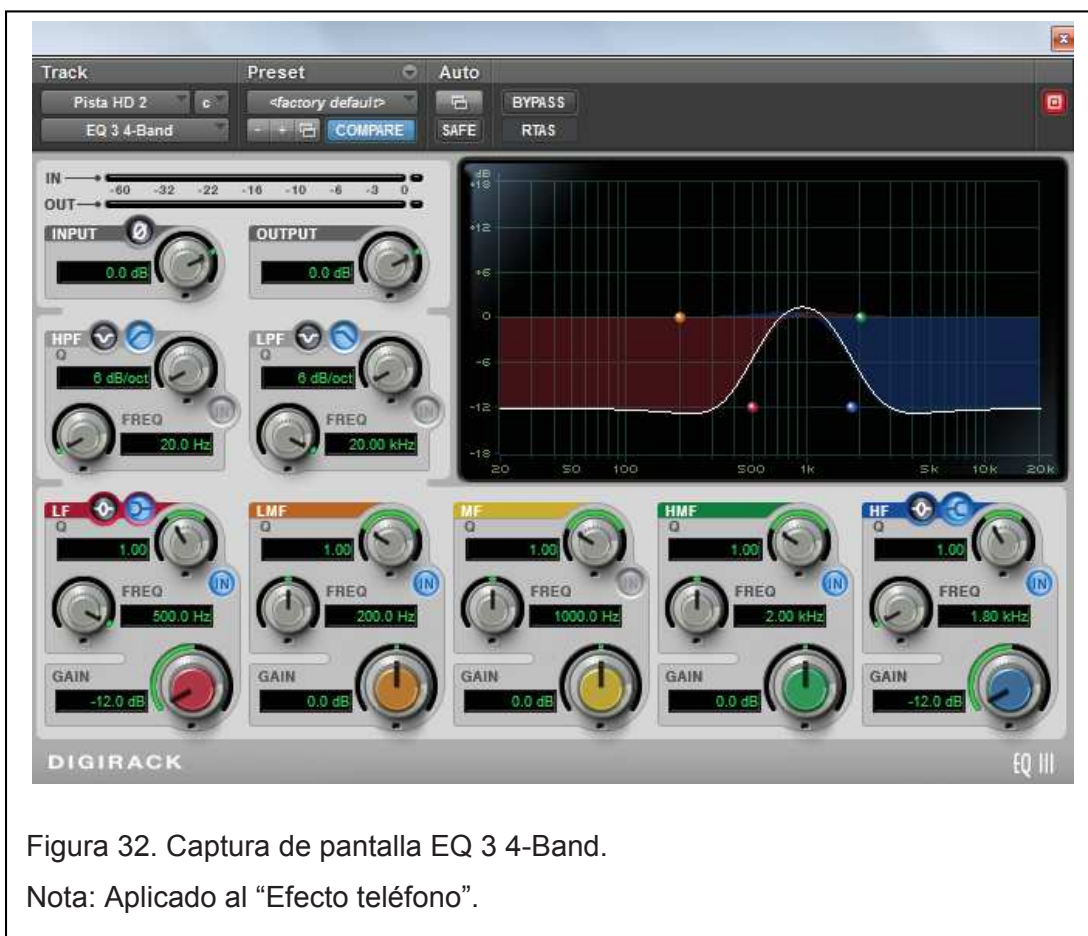 Track Preset Auto
Pista HD 2 c <factory default> BYPASS
EQ 3 4-Band - + COMPARE SAFE RTAS
IN
-60 -32 -22 -16 -10 -6 -3 0
OUT
INPUT Ø OUTPUT
0.0 dB 0.0 dB
HPF LPF
Q Q
6 dB/oct 6 dB/oct
IN IN
FREQ FREQ
20.0 Hz 20.00 kHz
dB
+18
+12
+6
0
-6
-12
-18
20 50 100 500 1k 5k 10k 20k
LF LMF MF HMF HF
Q Q Q Q Q
1.00 1.00 1.00 1.00 1.00
IN IN IN IN IN
FREQ FREQ FREQ FREQ FREQ
500.0 Hz 200.0 Hz 1000.0 Hz 2.00 kHz 1.80 kHz
GAIN GAIN GAIN GAIN GAIN
-12.0 dB 0.0 dB 0.0 dB 0.0 dB -12.0 dB
DIGIRACK EQ III
Figura 32. Captura de pantalla EQ 3 4-Band.
Nota: Aplicado al “Efecto teléfono”.